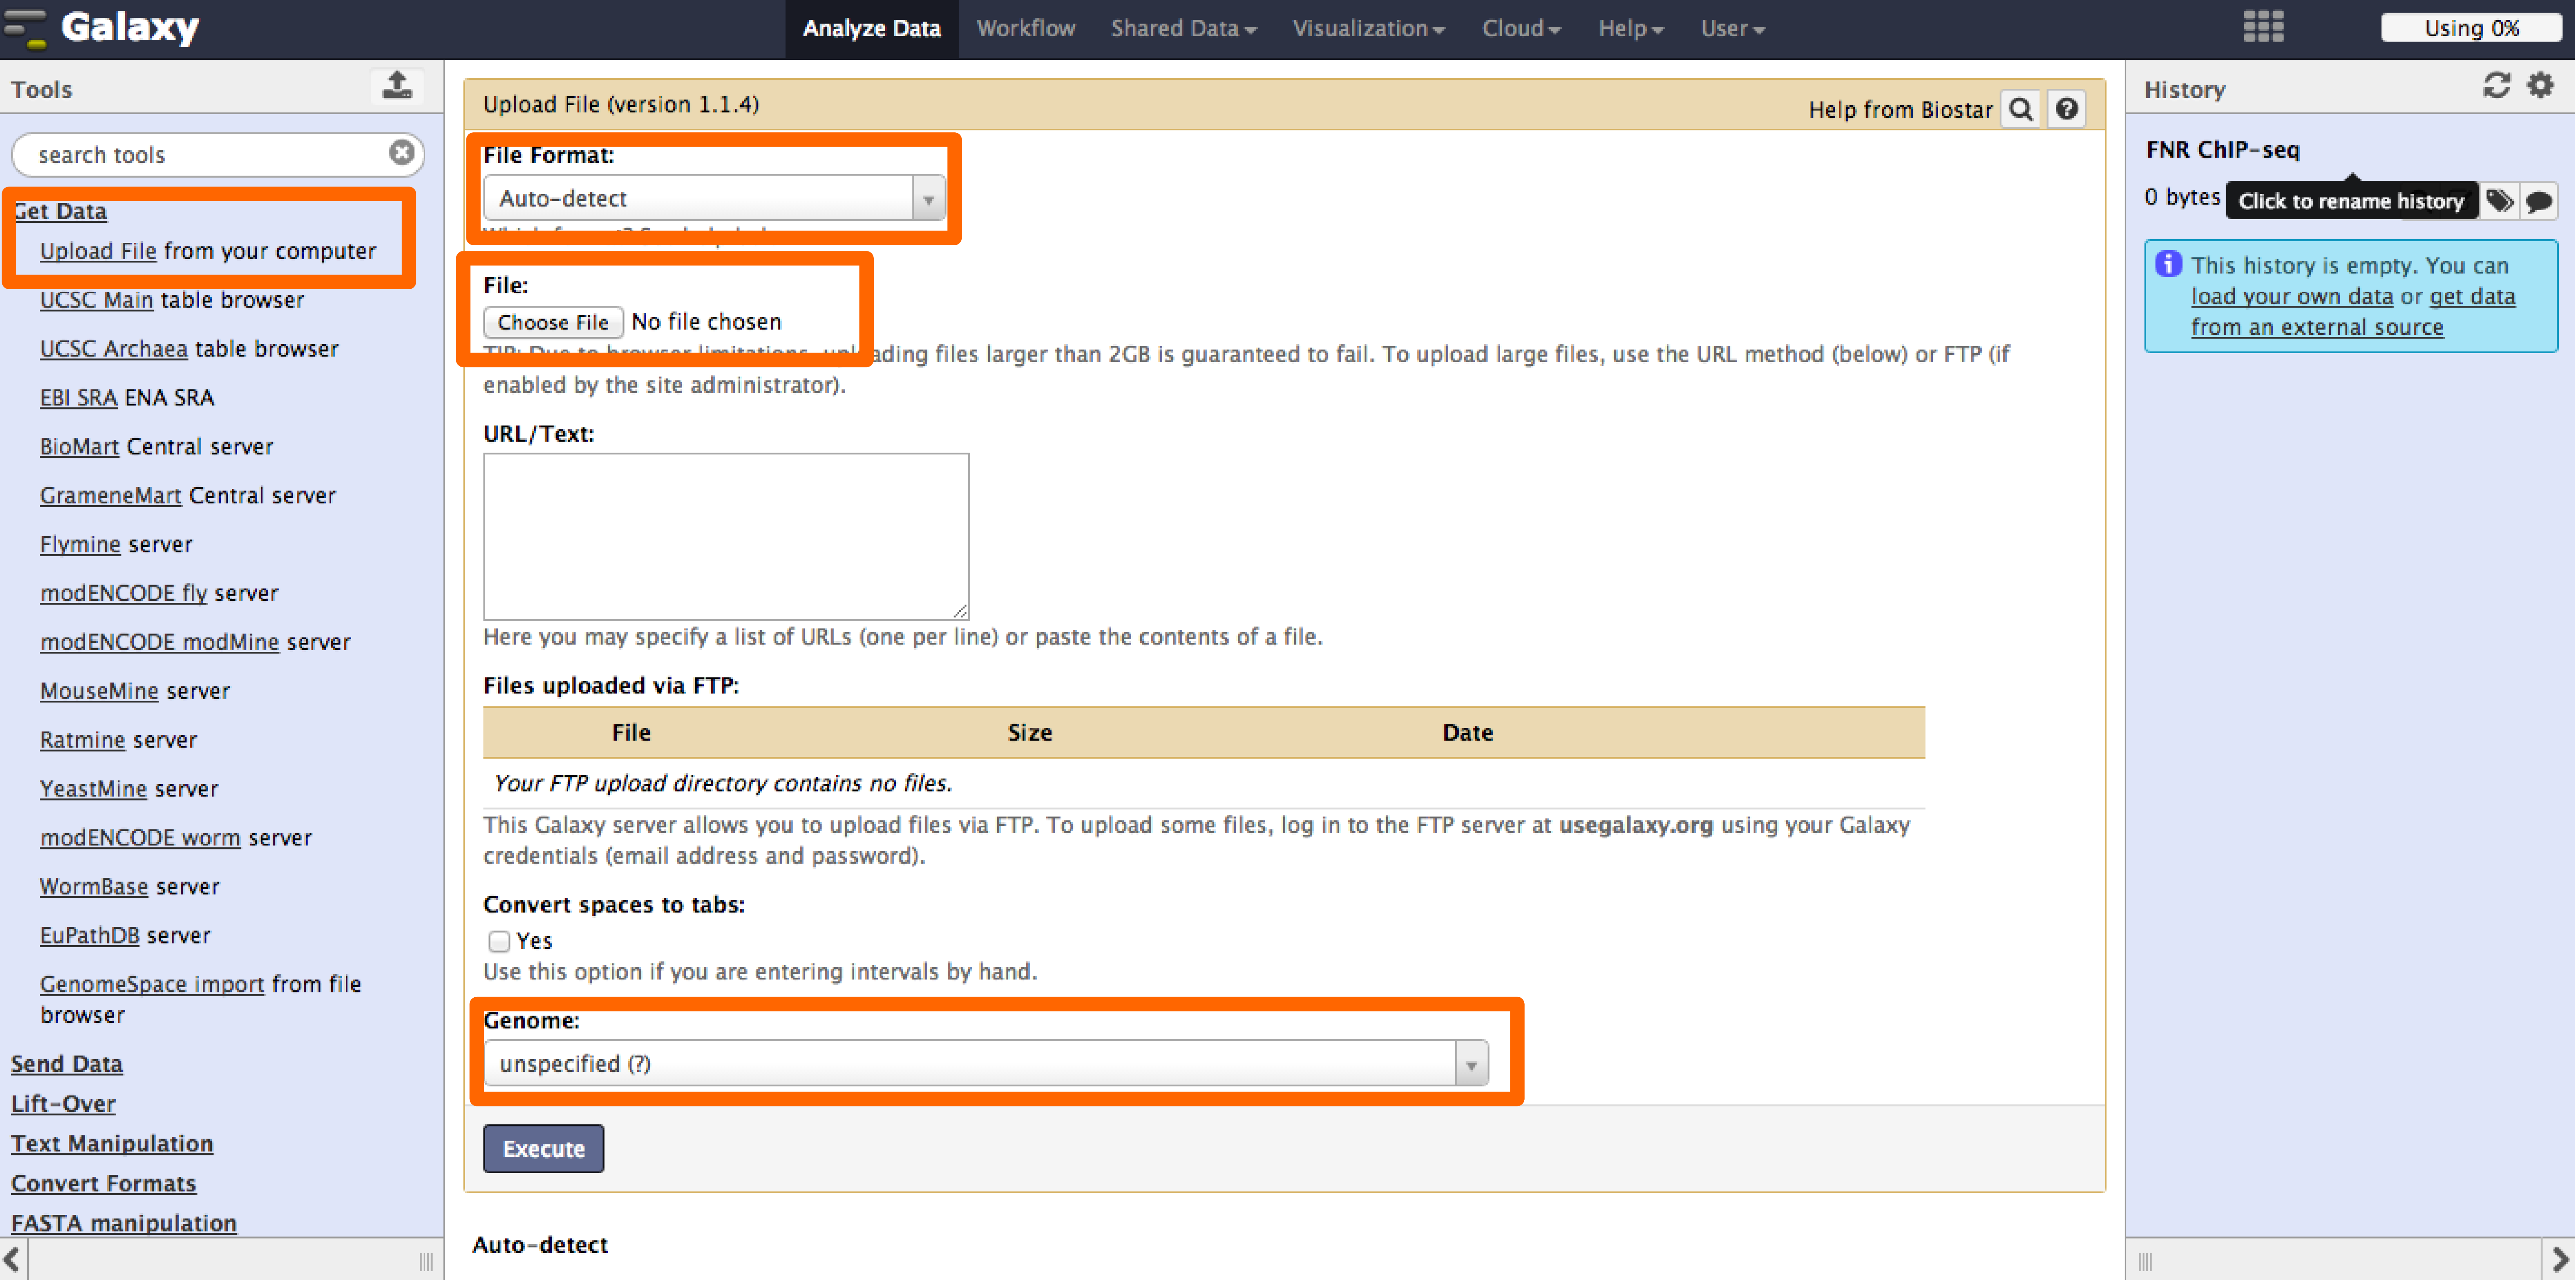 Galaxy
Analyze Data
Workflow
Shared Data
Visualization
Cloud
Help
User
Using 0%
Tools
search tools
Get Data
Upload File from your computer
UCSC Main table browser
UCSC Archaea table browser
EBI SRA ENA SRA
BioMart Central server
GrameneMart Central server
Flymine server
modENCODE fly server
modENCODE modMine server
MouseMine server
Ratmine server
YeastMine server
modENCODE worm server
WormBase server
EuPathDB server
GenomeSpace import from file
browser
Send Data
Lift-Over
Text Manipulation
Convert Formats
FASTA manipulation
Upload File (version 1.1.4)
Help from Biostar
File Format:
Auto-detect
File:
Choose File No file chosen
TIP: Due to browser limitations, uploading files larger than 2GB is guaranteed to fail. To upload large files, use the URL method (below) or FTP (if
enabled by the site administrator).
URL/Text:
Here you may specify a list of URLs (one per line) or paste the contents of a file.
Files uploaded via FTP:
File Size Date
Your FTP upload directory contains no files.
This Galaxy server allows you to upload files via FTP. To upload some files, log in to the FTP server at usegalaxy.org using your Galaxy
credentials (email address and password).
Convert spaces to tabs:
Yes
Use this option if you are entering intervals by hand.
Genome:
unspecified (?)
Execute
Auto-detect
History
FNR ChIP-seq
0 bytes
Click to rename history
This history is empty. You can
load your own data or get data
from an external source